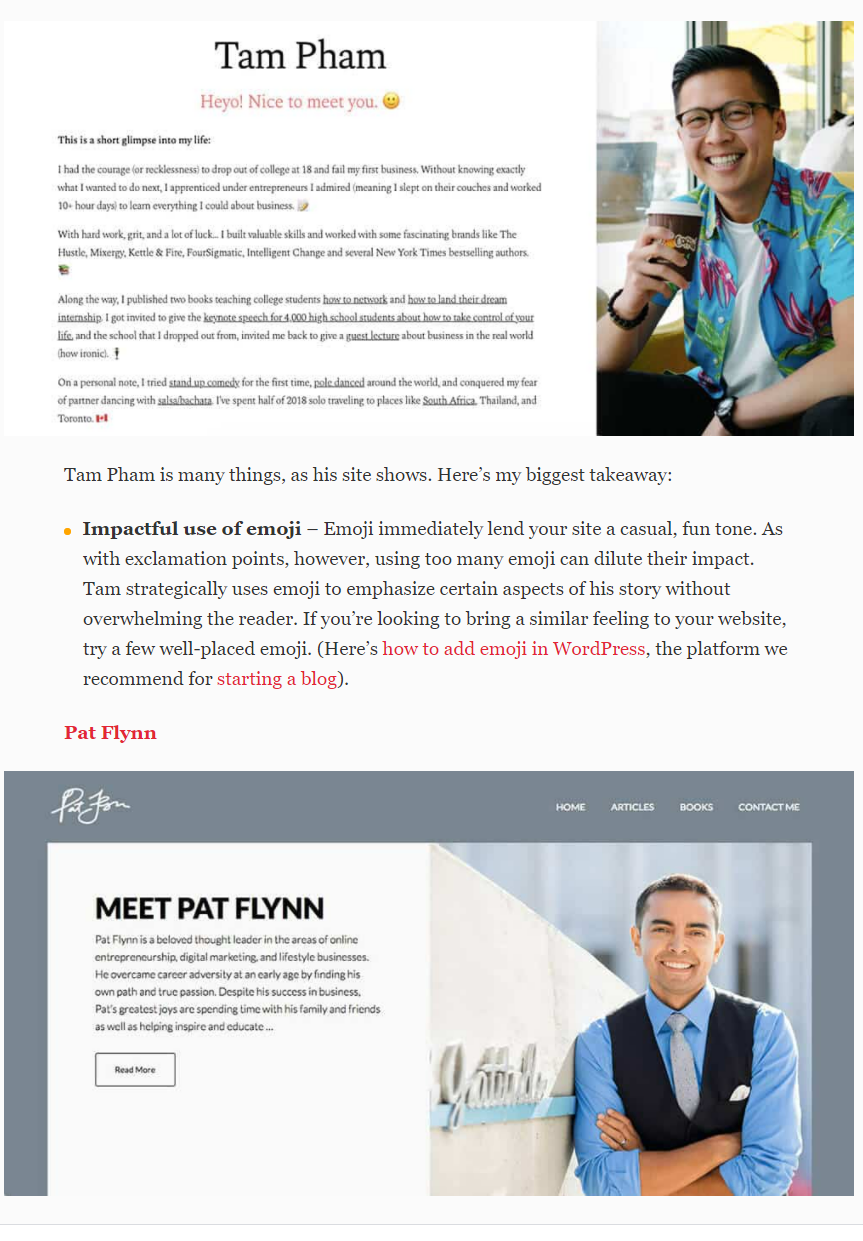 Tam Pham
Heyo! Nice to meet you. 🙂
This is a short glimpse into my life:
I had the courage (or recklessness) to drop out of college at 18 and fail my first business. Without knowing exactly
what I wanted to do next, I apprenticed under entrepreneurs I admired (meaning I slept on their couches and worked
10+ hour days) to learn everything I could about business. 📝
With hard work, grit, and a lot of luck... I built valuable skills and worked with some fascinating brands like The
Hustle, Mixergy, Kettle & Fire, FourSigmatic, Intelligent Change and several New York Times bestselling authors.
📚
Along the way, I published two books teaching college students how to network and how to land their dream
internship. I got invited to give the keynote speech for 4,000 high school students about how to take control of your
life, and the school that I dropped out from, invited me back to give a guest lecture about business in the real world
(how ironic). 🕴
On a personal note, I tried stand up comedy for the first time, pole danced around the world, and conquered my fear
of partner dancing with salsa/bachata. I've spent half of 2018 solo traveling to places like South Africa, Thailand, and
Toronto. 🇨🇦
Tam Pham is many things, as his site shows. Here’s my biggest takeaway:
Impactful use of emoji – Emoji immediately lend your site a casual, fun tone. As
with exclamation points, however, using too many emoji can dilute their impact.
Tam strategically uses emoji to emphasize certain aspects of his story without
overwhelming the reader. If you’re looking to bring a similar feeling to your website,
try a few well-placed emoji. (Here’s how to add emoji in WordPress, the platform we
recommend for starting a blog).
Pat Flynn
Pat Flynn
HOME ARTICLES BOOKS CONTACT ME
MEET PAT FLYNN
Pat Flynn is a beloved thought leader in the areas of online
entrepreneurship, digital marketing, and lifestyle businesses.
He overcame career adversity at an early age by finding his
own path and true passion. Despite his success in business,
Pat's greatest joys are spending time with his family and friends
as well as helping inspire and educate ...
Read More